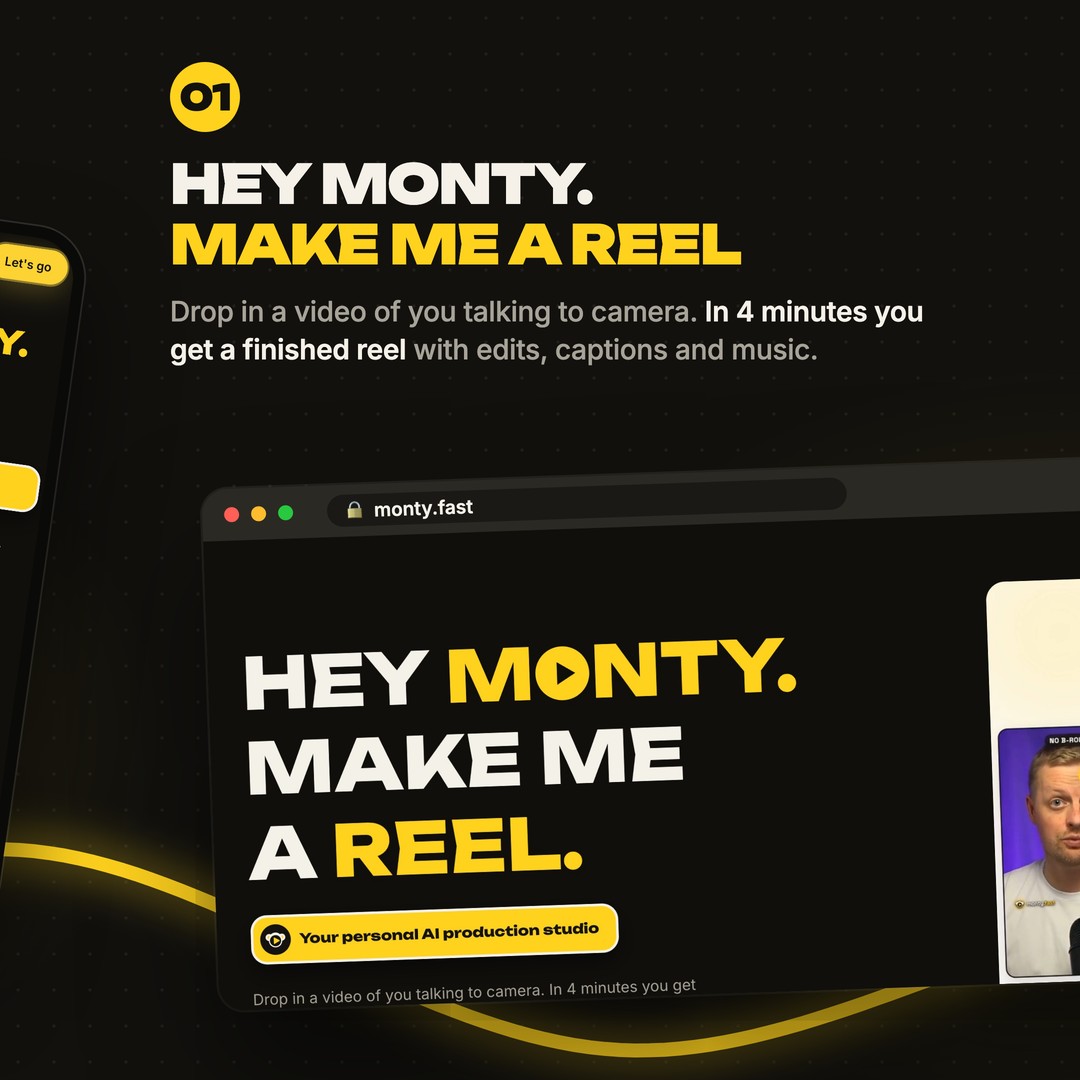 01
HEY MONTY.
MAKE ME A REEL
Drop in a video of you talking to camera. In 4 minutes you
get a finished reel with edits, captions and music.
Let's go
Y.
monty.fast
HEY MONTY.
MAKE ME
A REEL.
Your personal AI production studio
Drop in a video of you talking to camera. In 4 minutes you get
NO B-RO